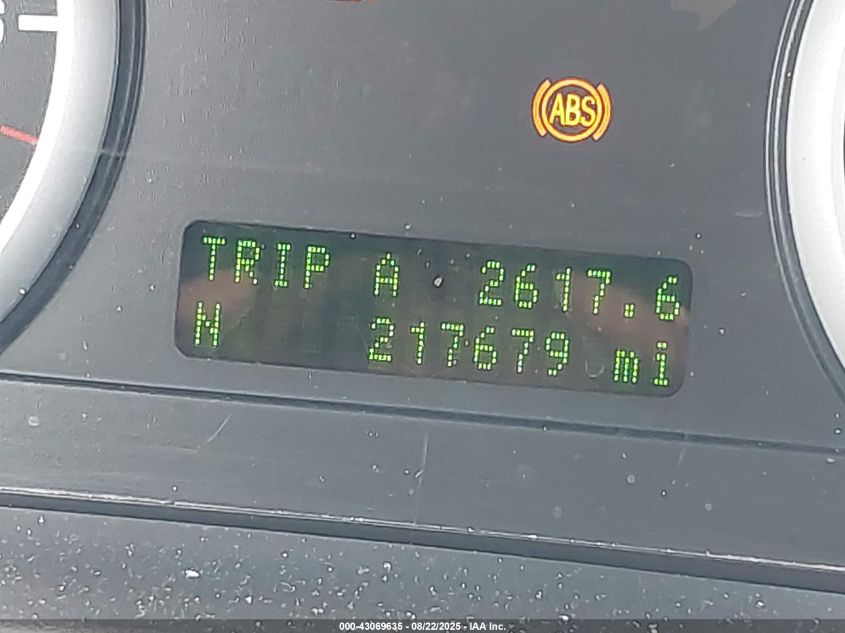 ABS
TRIP A 2617.6
N 217679 mi
000-43069635 - 08/22/2025 - IAA Inc.